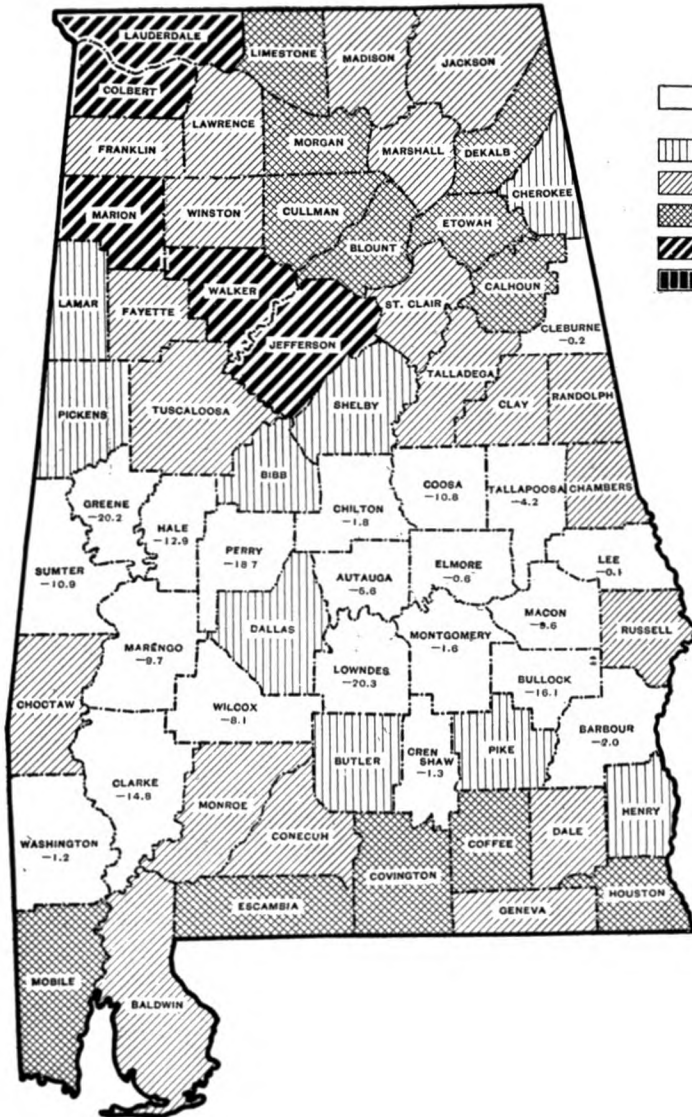 LAUDERDALE
LIMESTONE
MADISON
JACKSON
COLBERT
LAWRENCE
FRANKLIN
MORGAN
MARSHALL
DEKALB
CHEROKEE
MARION
WINSTON
CULLMAN
ETOWAH
BLOUNT
CALHOUN
LAMAR
FAYETTE
WALKER
ST. CLAIR
JEFFERSON
CLEBURNE
-0.2
TALLADEGA
PICKENS
TUSCALOOSA
SHELBY
CLAY
RANDOLPH
BIBB
COOSA
-10.8
TALLAPOOSA
-4.2
CHAMBERS
GREENE
-20.2
HALE
-12.9
CHILTON
-1.8
PERRY
-18.7
SUMTER
-10.9
AUTAUGA
ELMORE
-0.6
LEE
-0.1
MACON
DALLAS
MONTGOMERY
-1.6
RUSSELL
MARENGO
-9.7
LOWNDES
-20.3
BULLOCK
-16.1
CHOCTAW
WILCOX
-8.1
BARBOUR
-2.0
BUTLER
CREN
SHAW
-1.3
PIKE
CLARKE
-14.8
MONROE
HENRY
WASHINGTON
-1.2
CONECUH
COFFEE
DALE
COVINGTON
ESCAMBIA
HOUSTON
GENEVA
MOBILE
BALDWIN